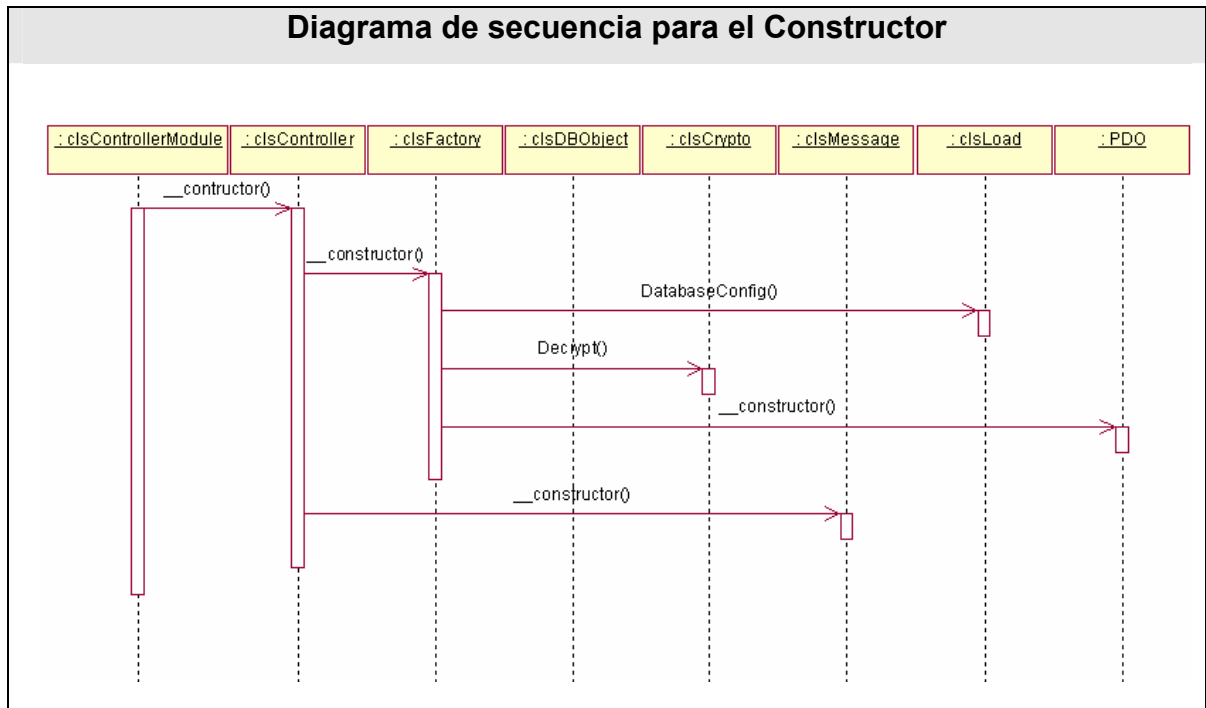 Diagrama de secuencia para el Constructor
: clsControllerModule : clsController : clsFactory : clsDBObject : clsCrypto : clsMessage : clsLoad : PDO
__contructor()
__constructor()
DatabaseConfig()
Decrypt()
__constructor()
__constructor()